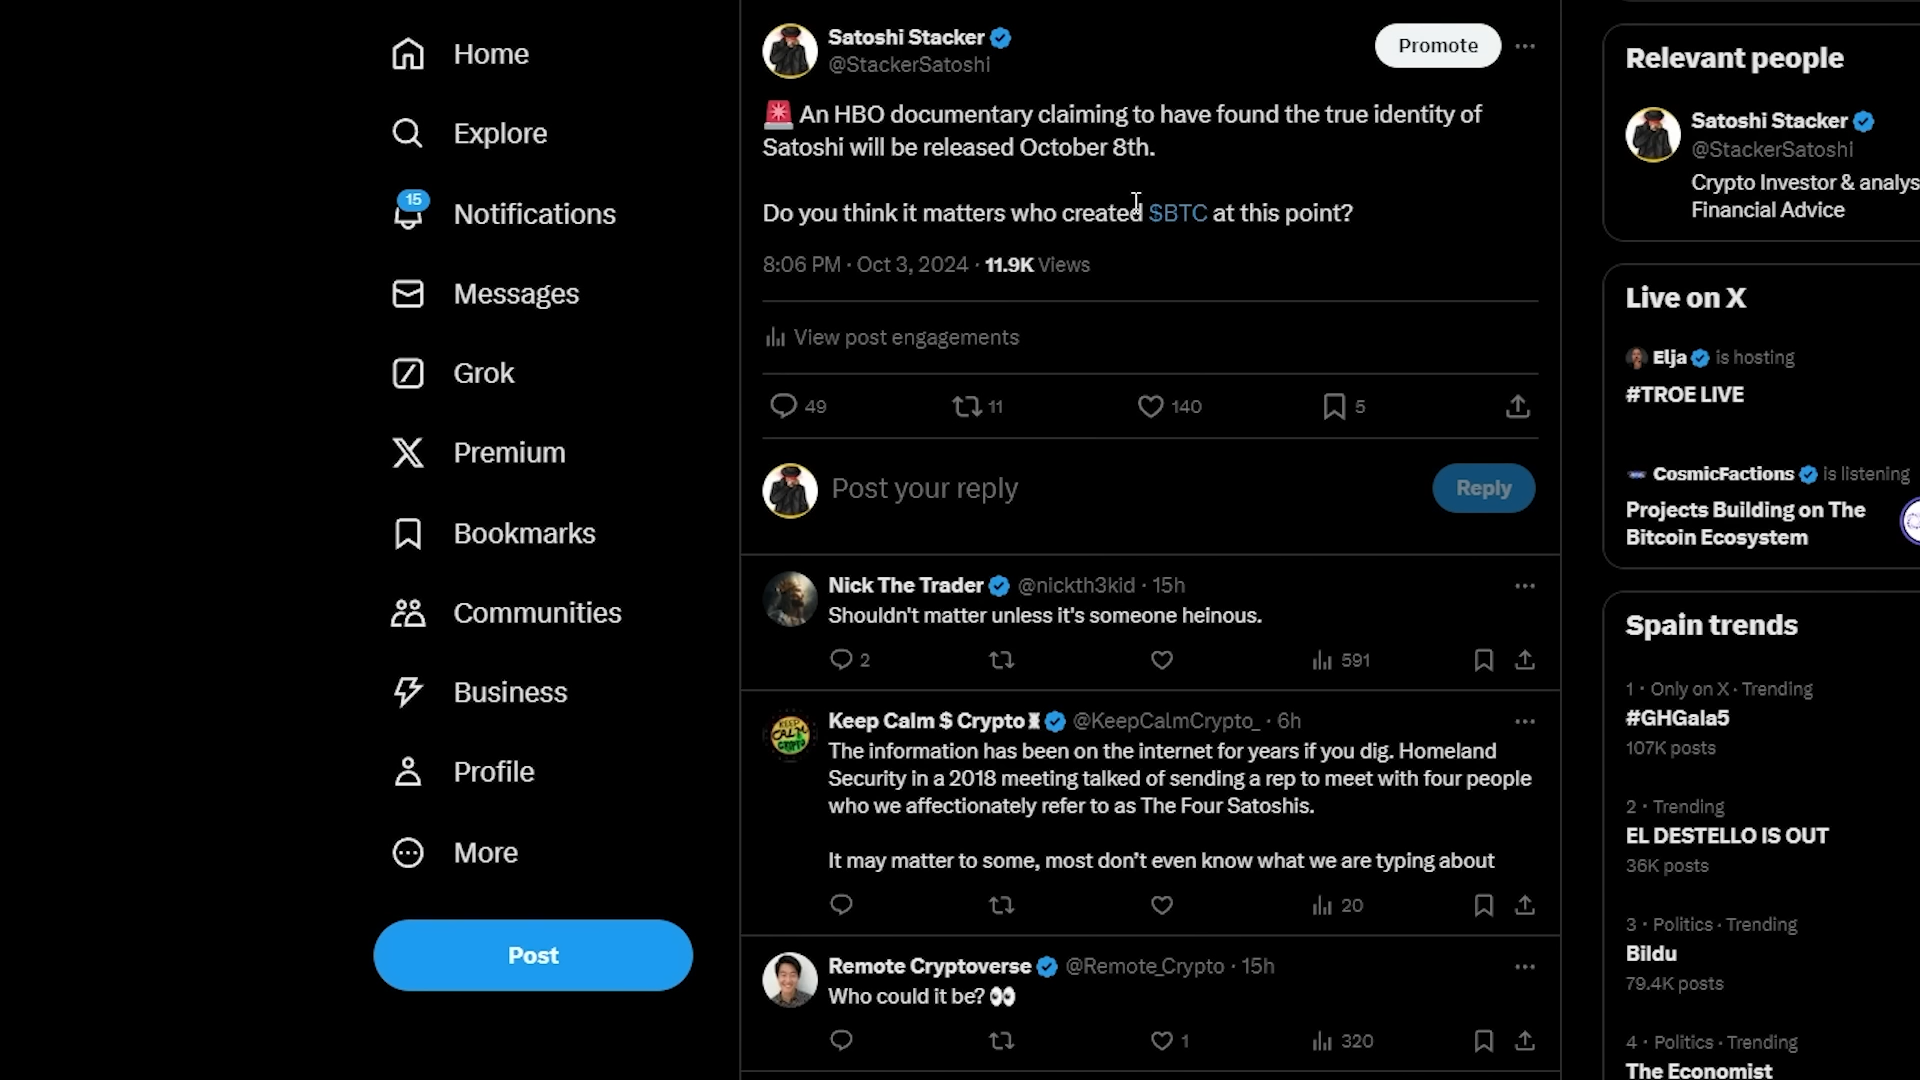 Home
Explore
15
Notifications
Messages
Grok
Premium
Bookmarks
Communities
Business
Profile
More
Post
Satoshi Stacker
@StackerSatoshi
Promote
🚨 An HBO documentary claiming to have found the true identity of
Satoshi will be released October 8th.
Do you think it matters who created $BTC at this point?
8:06 PM · Oct 3, 2024 · 11.9K Views
View post engagements
49 11 140 5
Post your reply
Reply
Nick The Trader @nickth3kid · 15h
Shouldn't matter unless it's someone heinous.
2 591
Keep Calm $ Crypto @KeepCalmCrypto_ · 6h
The information has been on the internet for years if you dig. Homeland
Security in a 2018 meeting talked of sending a rep to meet with four people
who we affectionately refer to as The Four Satoshis.
It may matter to some, most don't even know what we are typing about
20
Remote Cryptoverse @Remote_Crypto · 15h
Who could it be? 👀
1 320
Relevant people
Satoshi Stacker
@StackerSatoshi
Crypto Investor & analys
Financial Advice
Live on X
Elja is hosting
#TROE LIVE
CosmicFactions is listening
Projects Building on The
Bitcoin Ecosystem
Spain trends
1 · Only on X · Trending
#GHGala5
107K posts
2 · Trending
EL DESTELLO IS OUT
36K posts
3 · Politics · Trending
Bildu
79.4K posts
4 · Politics · Trending
The Economist